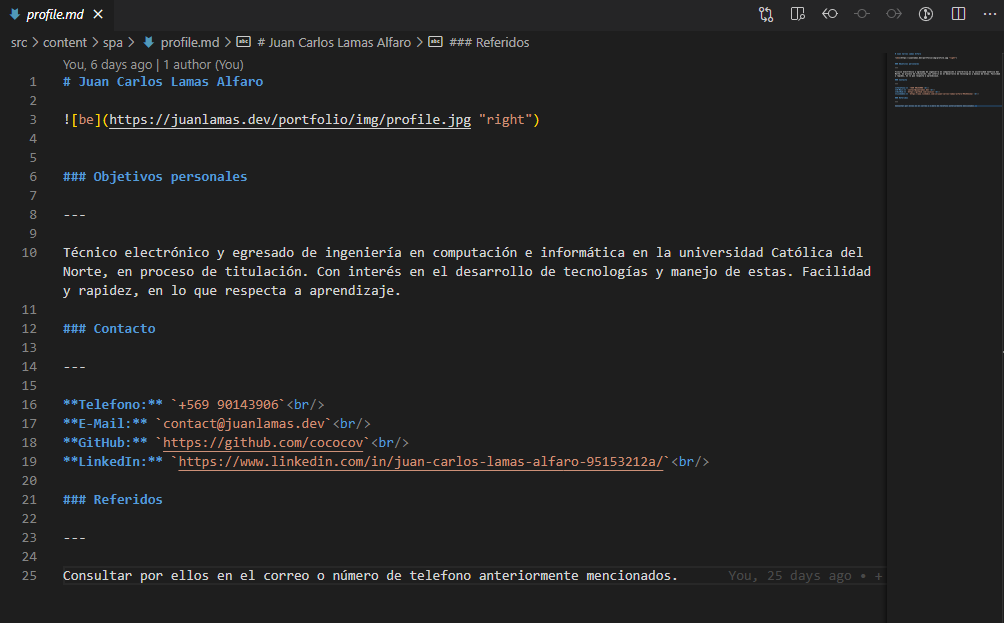 profile.md
src > content > spa > profile.md > # Juan Carlos Lamas Alfaro > ### Referidos
You, 6 days ago | 1 author (You)
1 # Juan Carlos Lamas Alfaro
2
3 ![be](https://juanlamas.dev/portfolio/img/profile.jpg "right")
4
5
6 ### Objetivos personales
7
8 ---
9
10 Técnico electrónico y egresado de ingeniería en computación e informática en la universidad Católica del
Norte, en proceso de titulación. Con interés en el desarrollo de tecnologías y manejo de estas. Facilidad
y rapidez, en lo que respecta a aprendizaje.
11
12 ### Contacto
13
14 ---
15
16 **Telefono:** `+569 90143906`<br/>
17 **E-Mail:** `contact@juanlamas.dev`<br/>
18 **GitHub:** `https://github.com/cococov`<br/>
19 **LinkedIn:** `https://www.linkedin.com/in/juan-carlos-lamas-alfaro-95153212a/`<br/>
20
21 ### Referidos
22
23 ---
24
25 Consultar por ellos en el correo o número de telefono anteriormente mencionados. You, 25 days ago • +